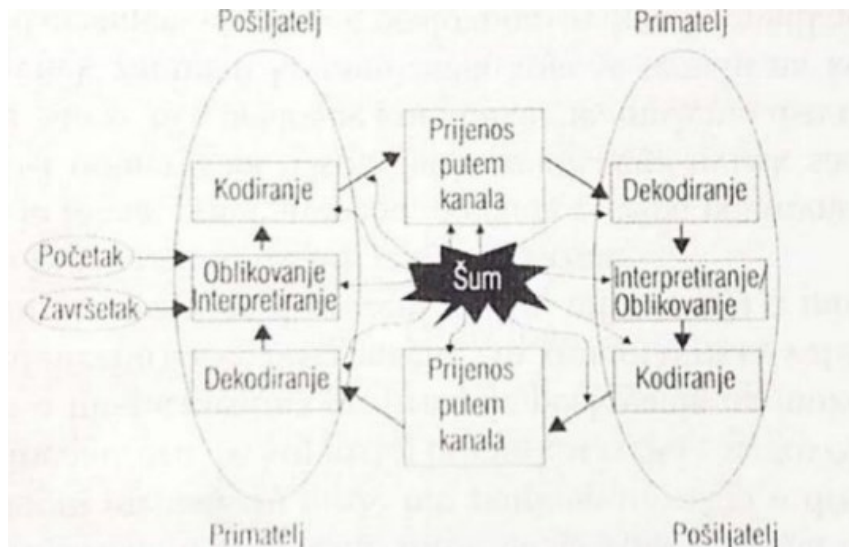 Pošiljatelj
Primatelj
Prijenos
putem
kanala
Kodiranje
Dekodiranje
Početak
Oblikovanje
Interpretiranje
Šum
Interpretiranje/
Oblikovanje
Završetak
Dekodiranje
Prijenos
putem
kanala
Kodiranje
Primatelj
Pošiljatelj